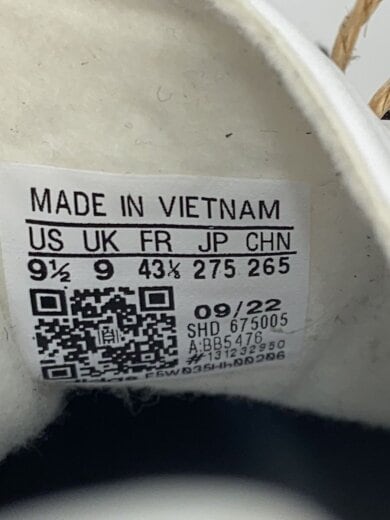 MADE IN VIETNAM
US UK FR JP CHN
9½ 9 43⅓ 275 265
09/22
SHD 675005
A:BB5476
#131232950